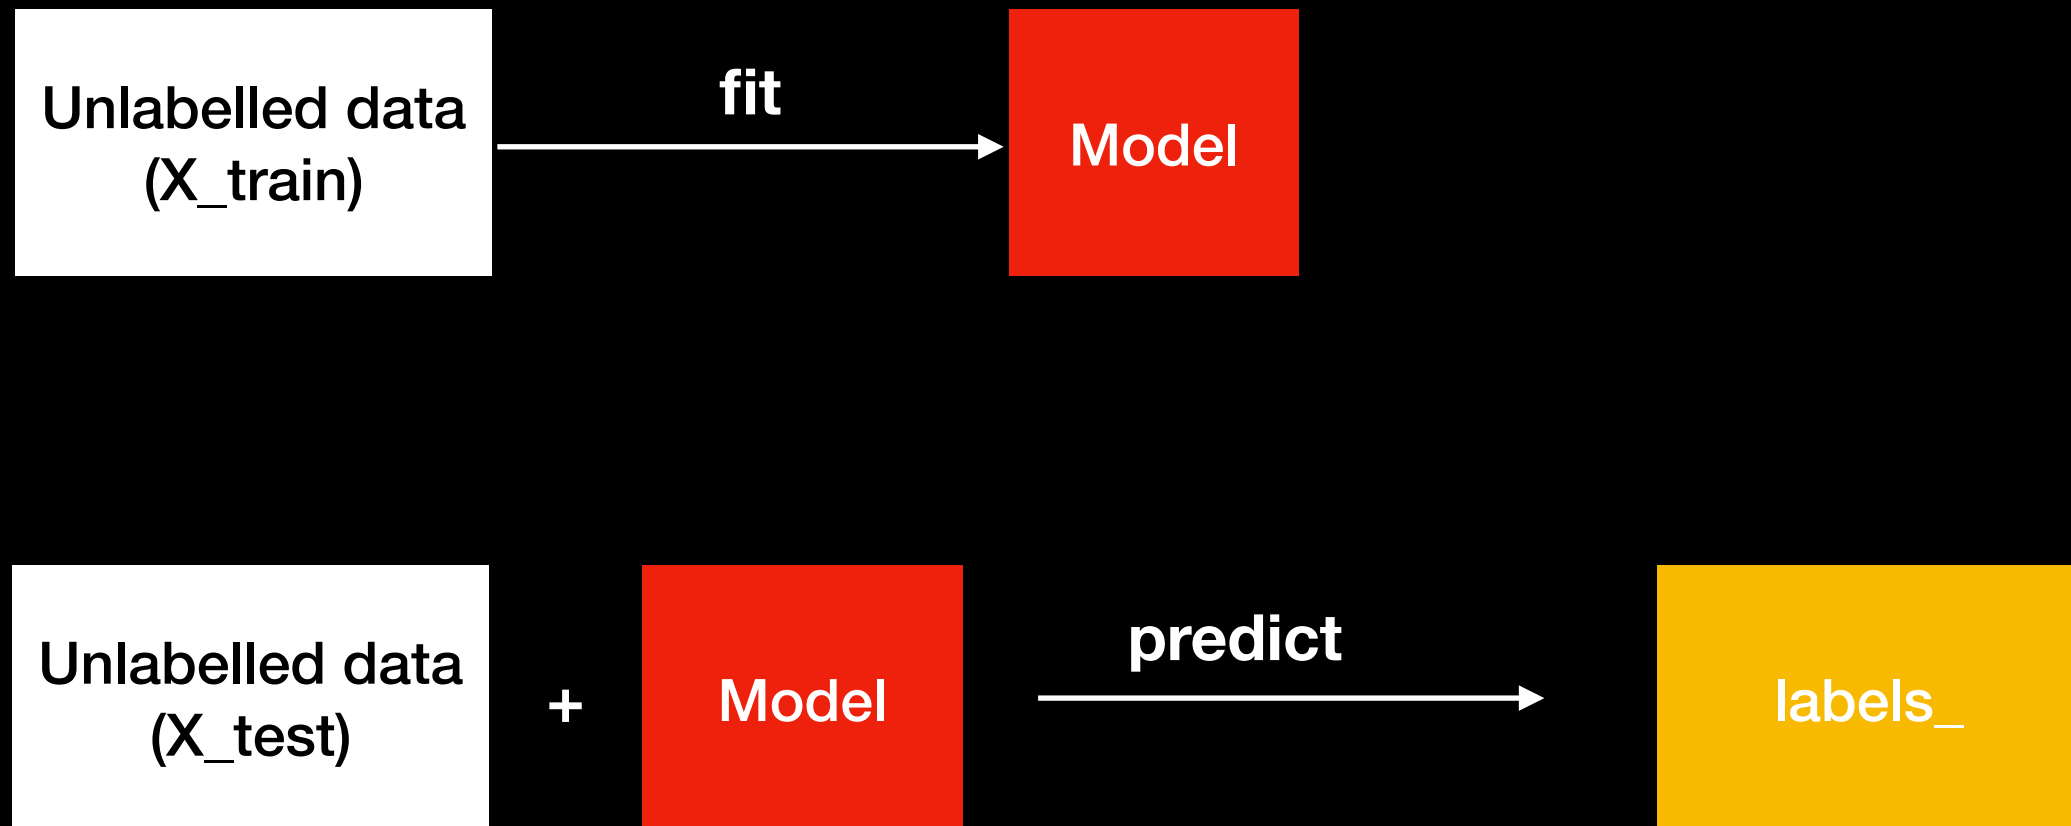 Unlabelled data
(X_train)
fit
Model
Unlabelled data
(X_test)
+
Model
predict
labels_